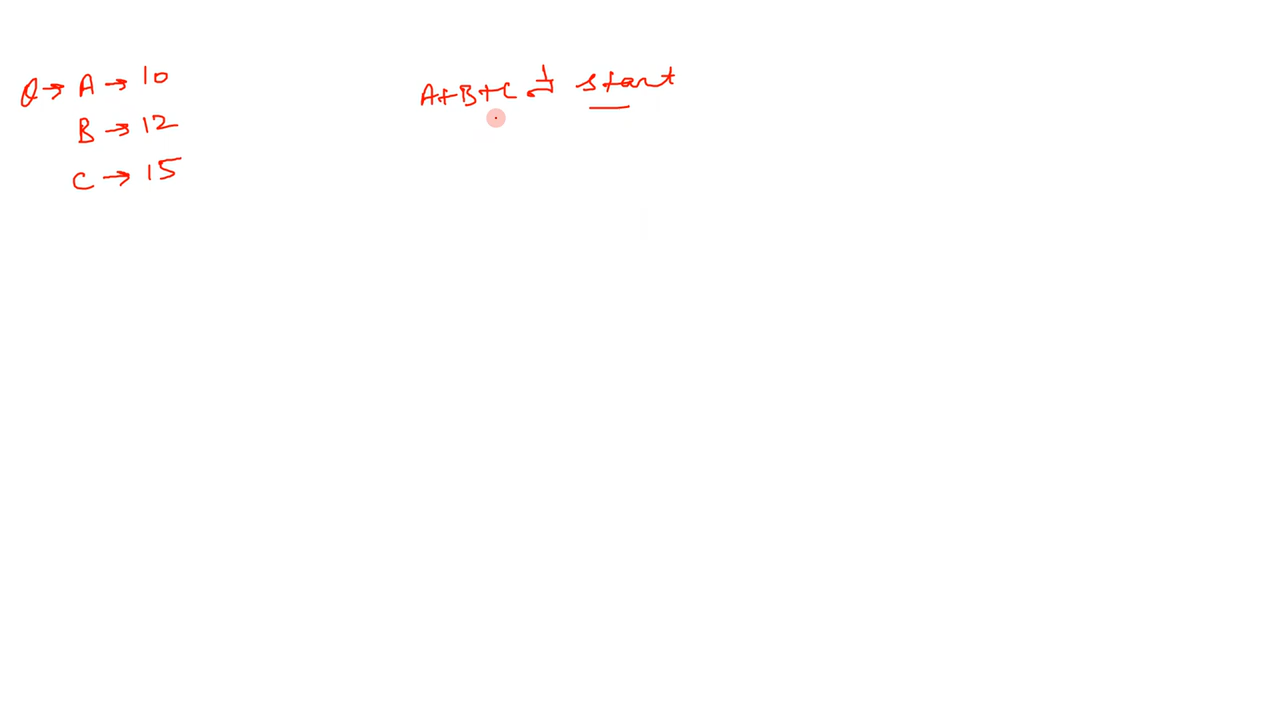 Q → A → 10
B → 12
C → 15
A+B+C ने start